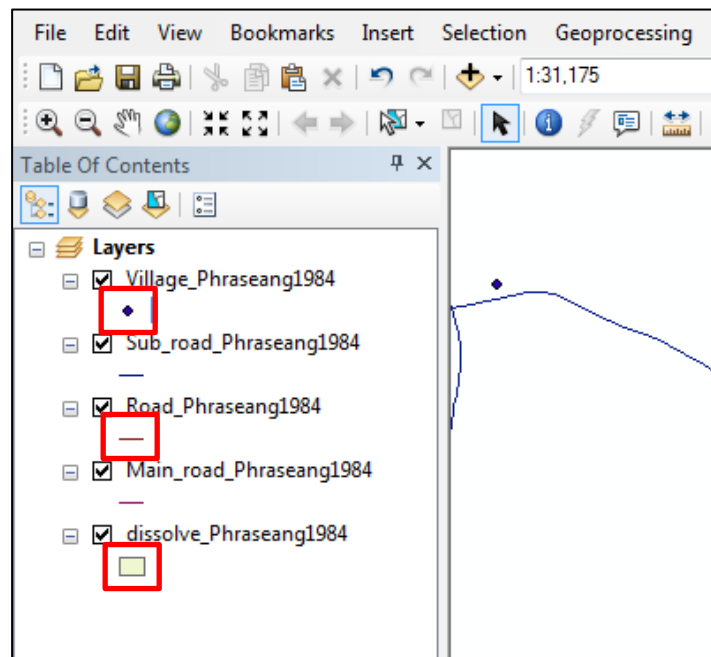 File Edit View Bookmarks Insert Selection Geoprocessing
1:31,175
Table Of Contents
Layers
Village_Phraseang1984
Sub_road_Phraseang1984
Road_Phraseang1984
Main_road_Phraseang1984
dissolve_Phraseang1984